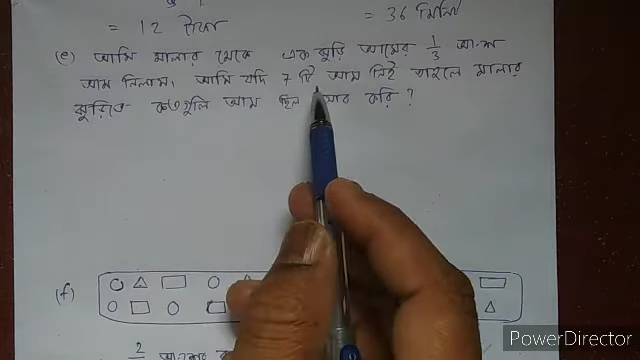 = 12 টাকা
= 36 মিনিট
(e) আমি মালার থেকে এক ঝুড়ি আমের 1/3 অংশ
আম নিলাম। আমি যদি 7 টি আম নিই তাহলে মালার
ঝুড়িতে কতগুলি আম ছিল করি ?
(f)
2
PowerDirector